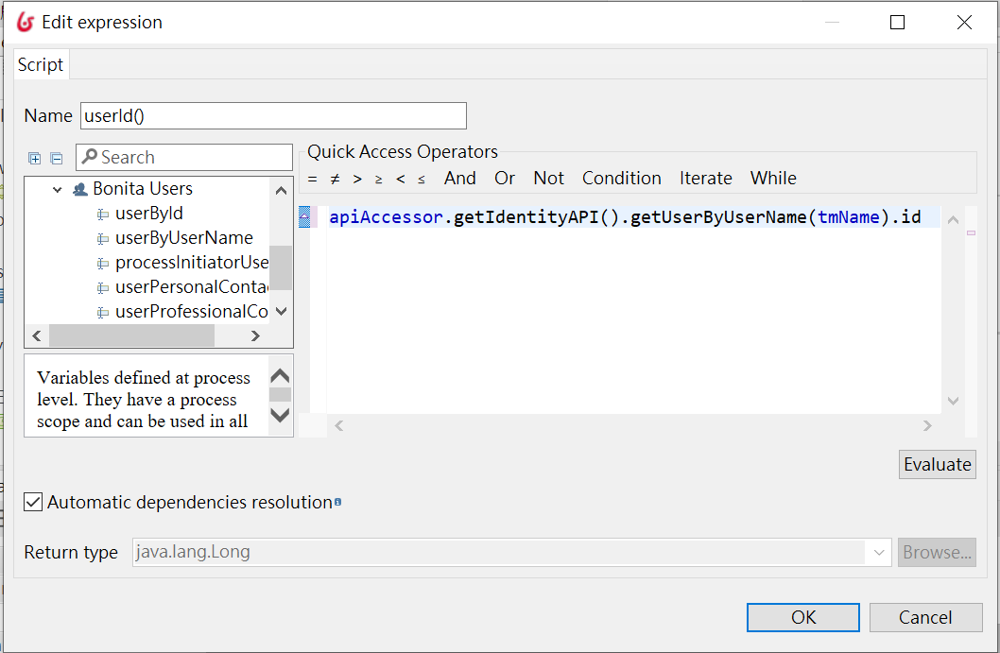 Edit expression
Script
Name userId()
Search
Bonita Users
userById
userByUserName
processInitiatorUse
userPersonalConta
userProfessionalCo
Variables defined at process
level. They have a process
scope and can be used in all
Quick Access Operators
= ≠ > ≥ < ≤ And Or Not Condition Iterate While
apiAccessor.getIdentityAPI().getUserByUserName(tmName).id
Evaluate
Automatic dependencies resolution
Return type java.lang.Long Browse...
OK Cancel